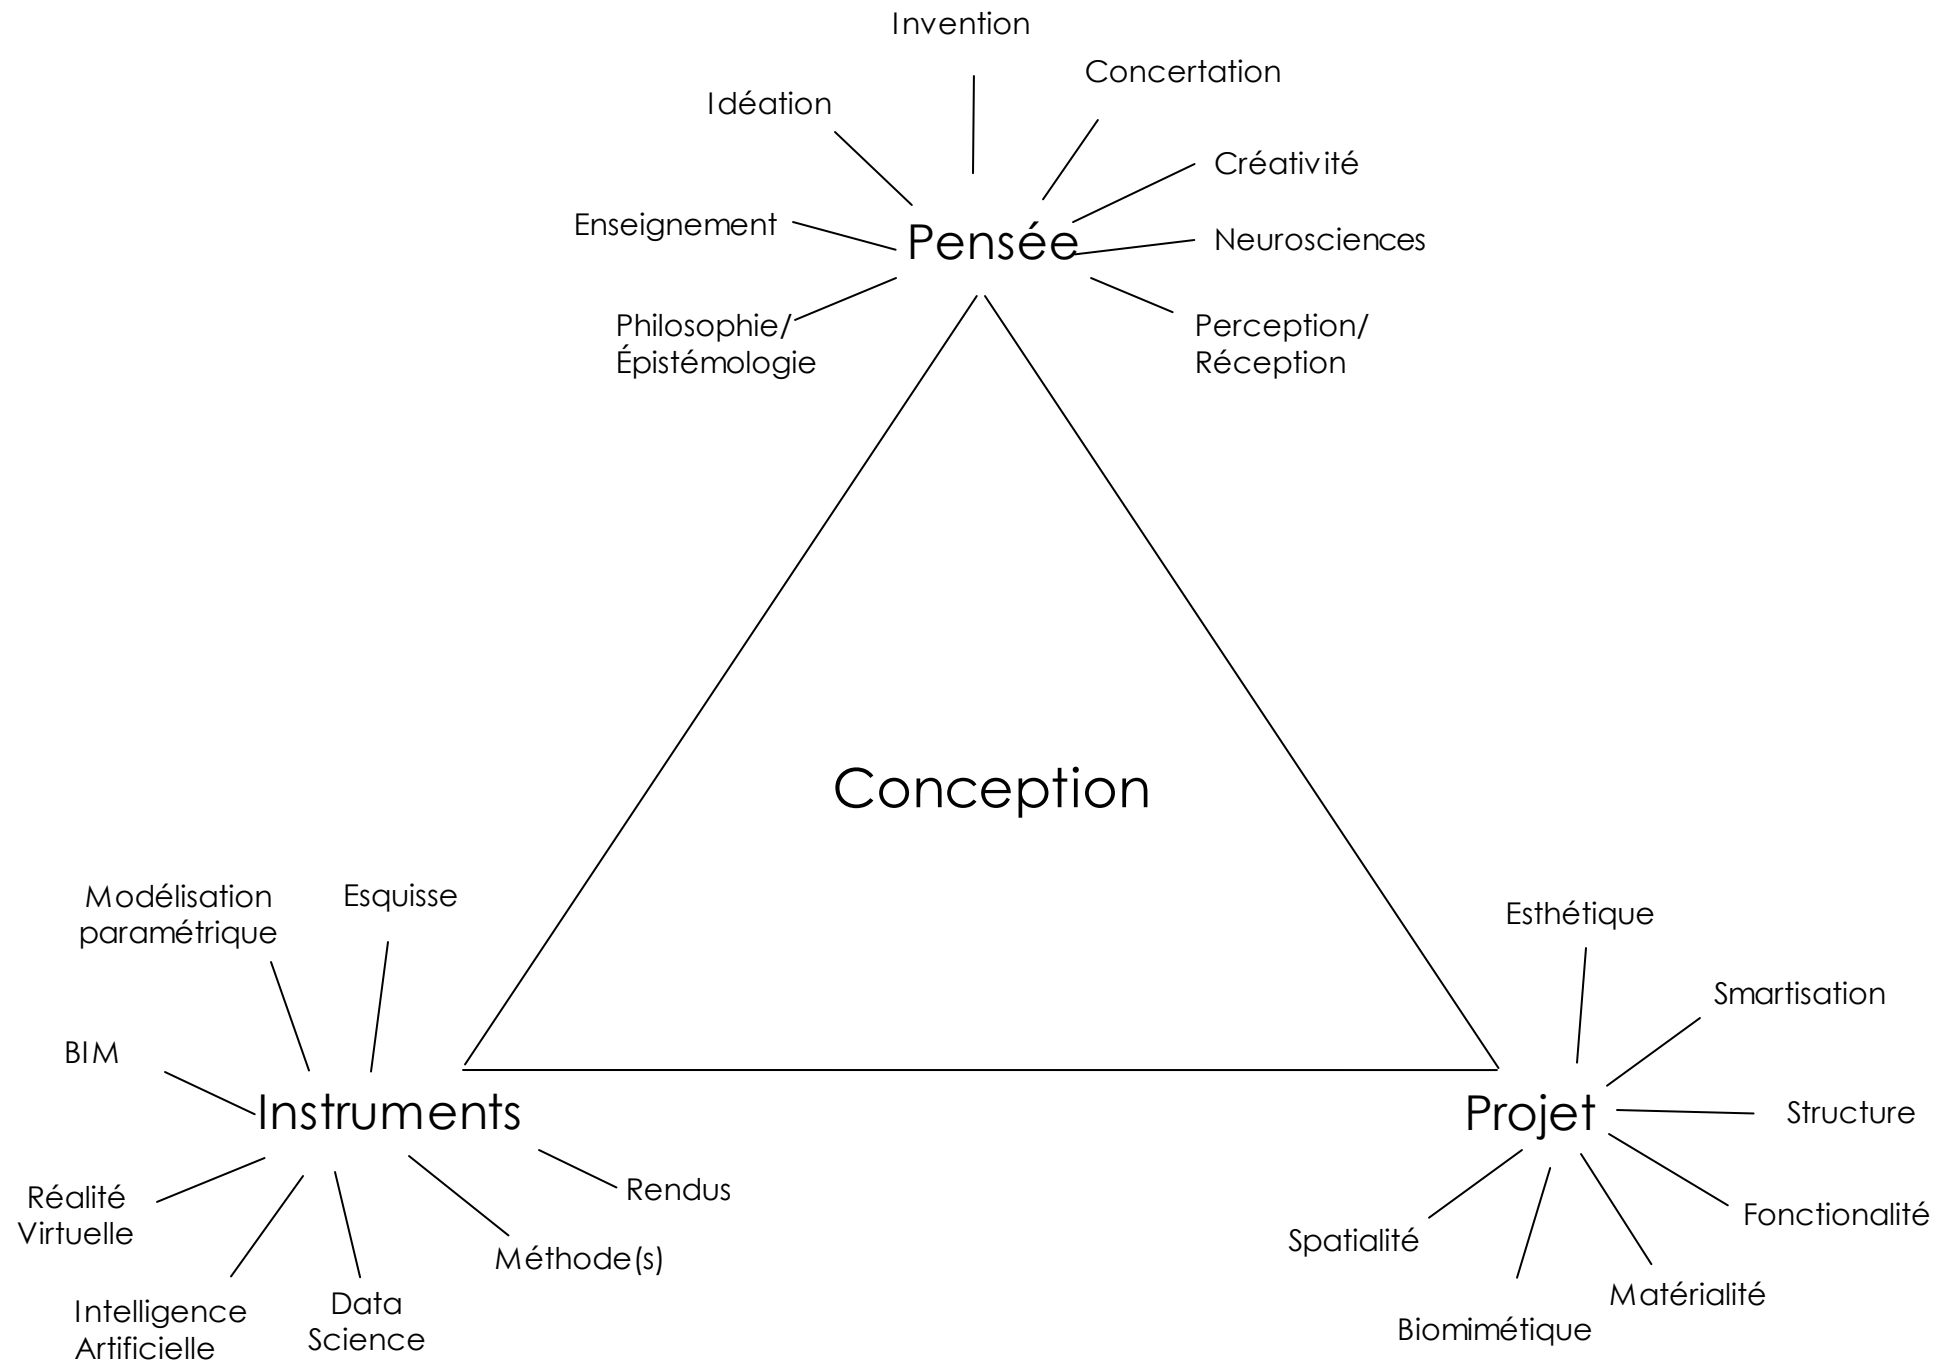 Invention
Concertation
Idéation
Créativité
Enseignement
Pensée
Neurosciences
Philosophie/
Épistémologie
Perception/
Réception
Conception
Modélisation
paramétrique
Esquisse
BIM
Instruments
Rendus
Réalité
Virtuelle
Méthode(s)
Intelligence
Artificielle
Data
Science
Esthétique
Smartisation
Projet
Structure
Fonctionalité
Spatialité
Matérialité
Biomimétique